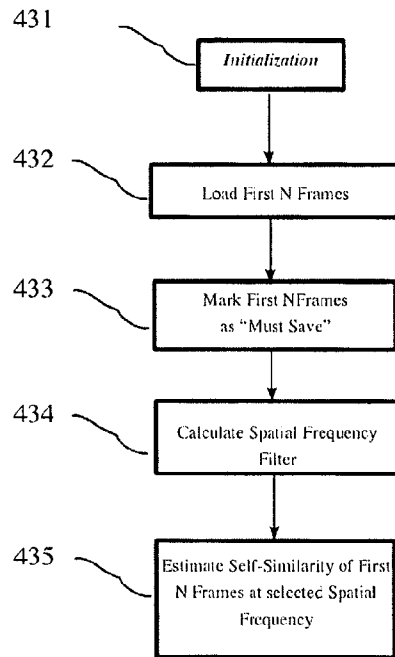 431
Initialization
432
Load First N Frames
433
Mark First NFrames
as "Must Save"
434
Calculate Spatial Frequency
Filter
435
Estimate Self-Similarity of First
N Frames at selected Spatial
Frequency